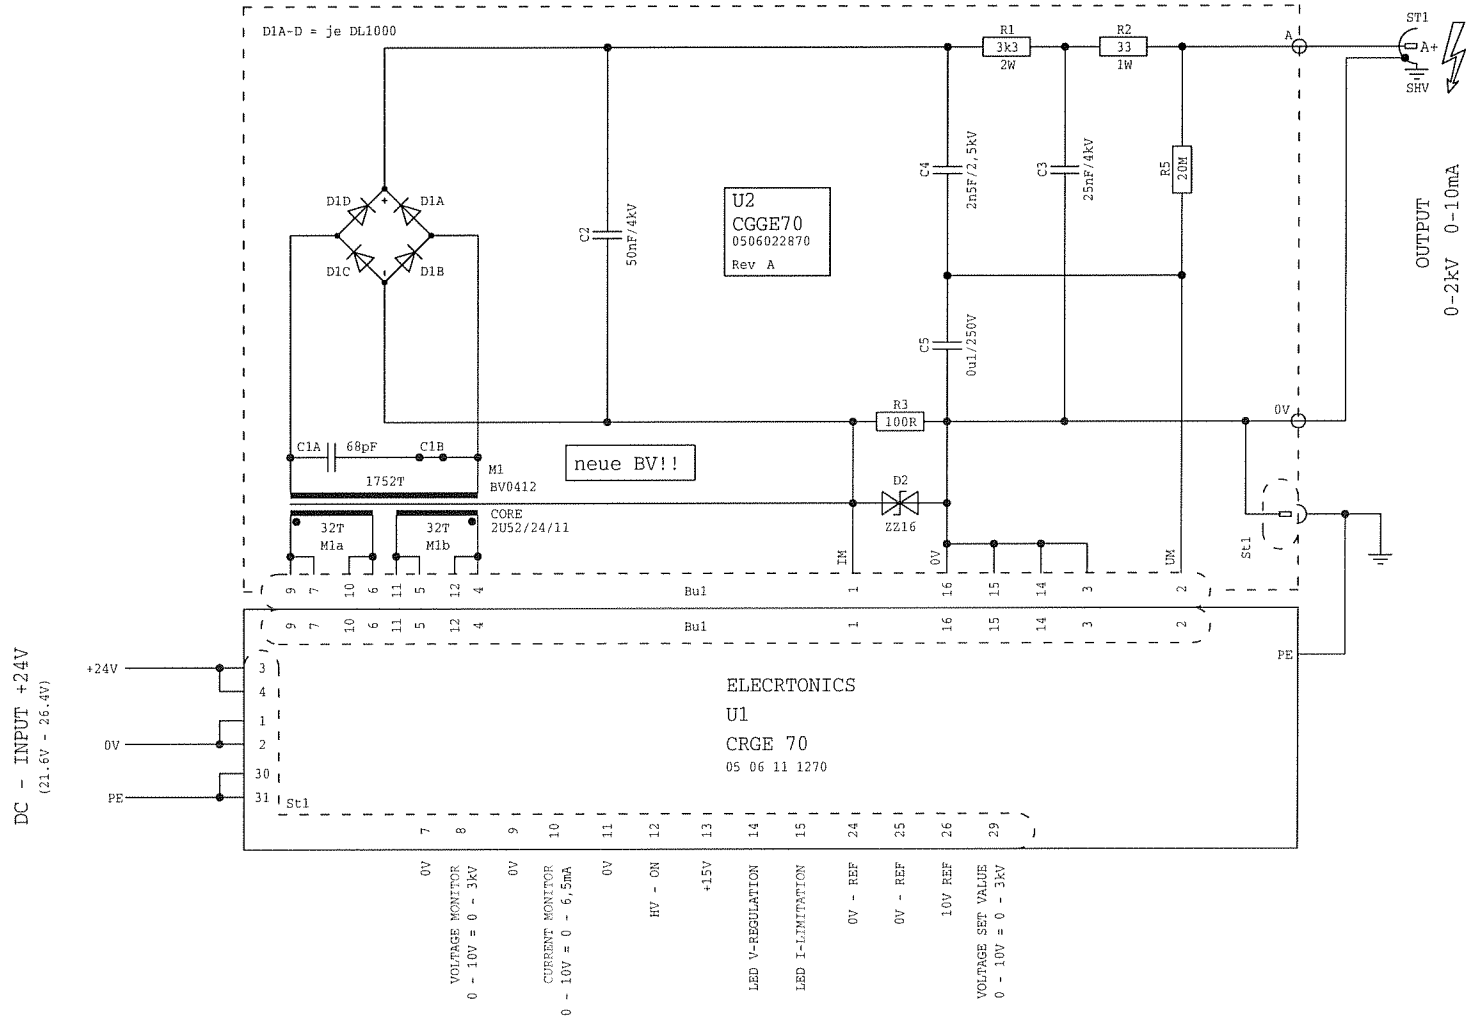 D1A-D = je DL1000
R1
3k3
2W
R2
33
1W
A
ST1
A+
SHV
D1D
D1A
D1C
D1B
+
-
C2
50nF/4kV
U2
CGGE70
0506022870
Rev A
C4
2n5F/2,5kV
C3
25nF/4kV
R5
20M
OUTPUT
0-2kV 0-10mA
C5
0u1/250V
R3
100R
0V
C1A
68pF
C1B
1752T
M1
BV0412
neue BV!!
CORE
2U52/24/11
32T
M1a
32T
M1b
D2
ZZ16
IM
0V
UM
St1
9 7 10 6 11 5 12 4 Bu1 1 16 15 14 3 2
9 7 10 6 11 5 12 4 Bu1 1 16 15 14 3 2
PE
DC - INPUT +24V
(21.6V - 26.4V)
+24V
0V
PE
3
4
1
2
30
31
St1
ELECRTONICS
U1
CRGE 70
05 06 11 1270
7 8 9 10 11 12 13 14 15 24 25 26 29
0V
VOLTAGE MONITOR
0 - 10V = 0 - 3kV
0V
CURRENT MONITOR
0 - 10V = 0 - 6,5mA
0V
HV - ON
+15V
LED V-REGULATION
LED I-LIMITATION
0V - REF
0V - REF
10V REF
VOLTAGE SET VALUE
0 - 10V = 0 - 3kV